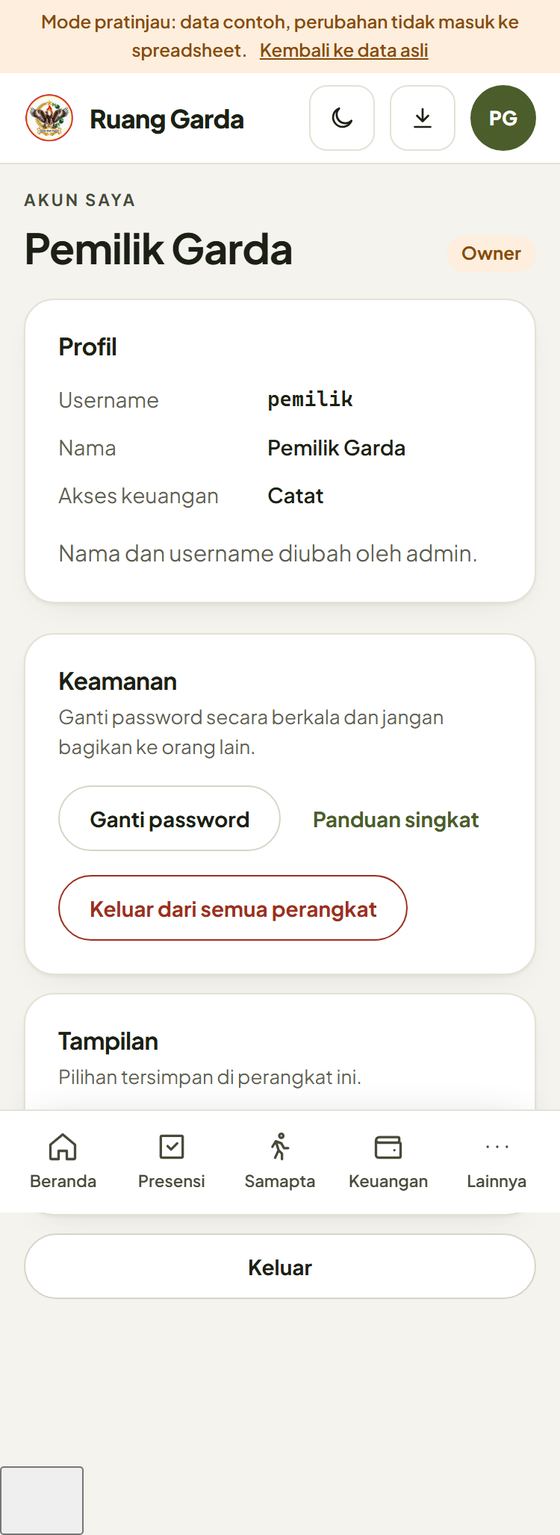 Mode pratinjau: data contoh, perubahan tidak masuk ke
spreadsheet. Kembali ke data asli
Ruang Garda
PG
AKUN SAYA
Pemilik Garda
Owner
Profil
Username pemilik
Nama Pemilik Garda
Akses keuangan Catat
Nama dan username diubah oleh admin.
Keamanan
Ganti password secara berkala dan jangan
bagikan ke orang lain.
Ganti password Panduan singkat
Keluar dari semua perangkat
Tampilan
Pilihan tersimpan di perangkat ini.
Beranda Presensi Samapta Keuangan Lainnya
Keluar